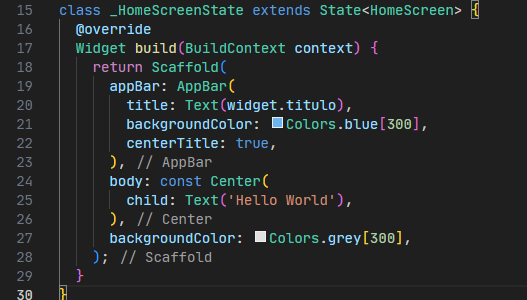 15 class _HomeScreenState extends State<HomeScreen> {
16 @override
17 Widget build(BuildContext context) {
18 return Scaffold(
19 appBar: AppBar(
20 title: Text(widget.titulo),
21 backgroundColor: Colors.blue[300],
22 centerTitle: true,
23 ), // AppBar
24 body: const Center(
25 child: Text('Hello World'),
26 ), // Center
27 backgroundColor: Colors.grey[300],
28 ); // Scaffold
29 }
30 }